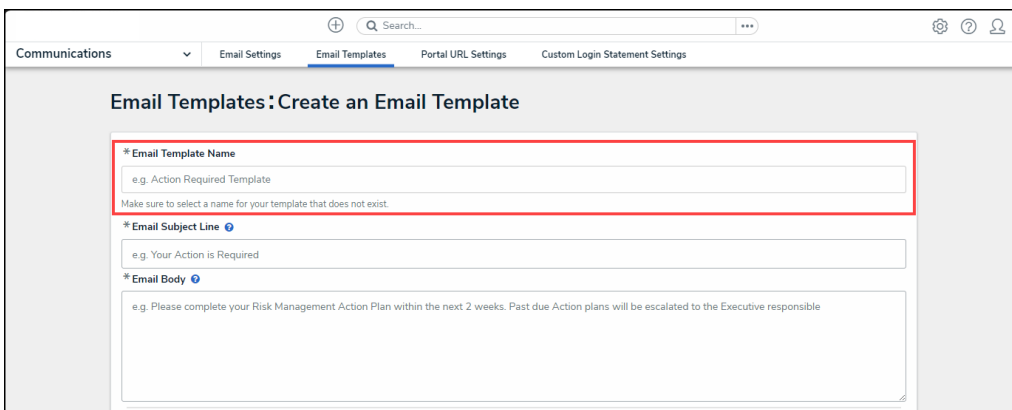 Search...
Communications Email Settings Email Templates Portal URL Settings Custom Login Statement Settings
Email Templates: Create an Email Template
*Email Template Name
e.g. Action Required Template
Make sure to select a name for your template that does not exist.
*Email Subject Line ?
e.g. Your Action is Required
*Email Body ?
e.g. Please complete your Risk Management Action Plan within the next 2 weeks. Past due Action plans will be escalated to the Executive responsible